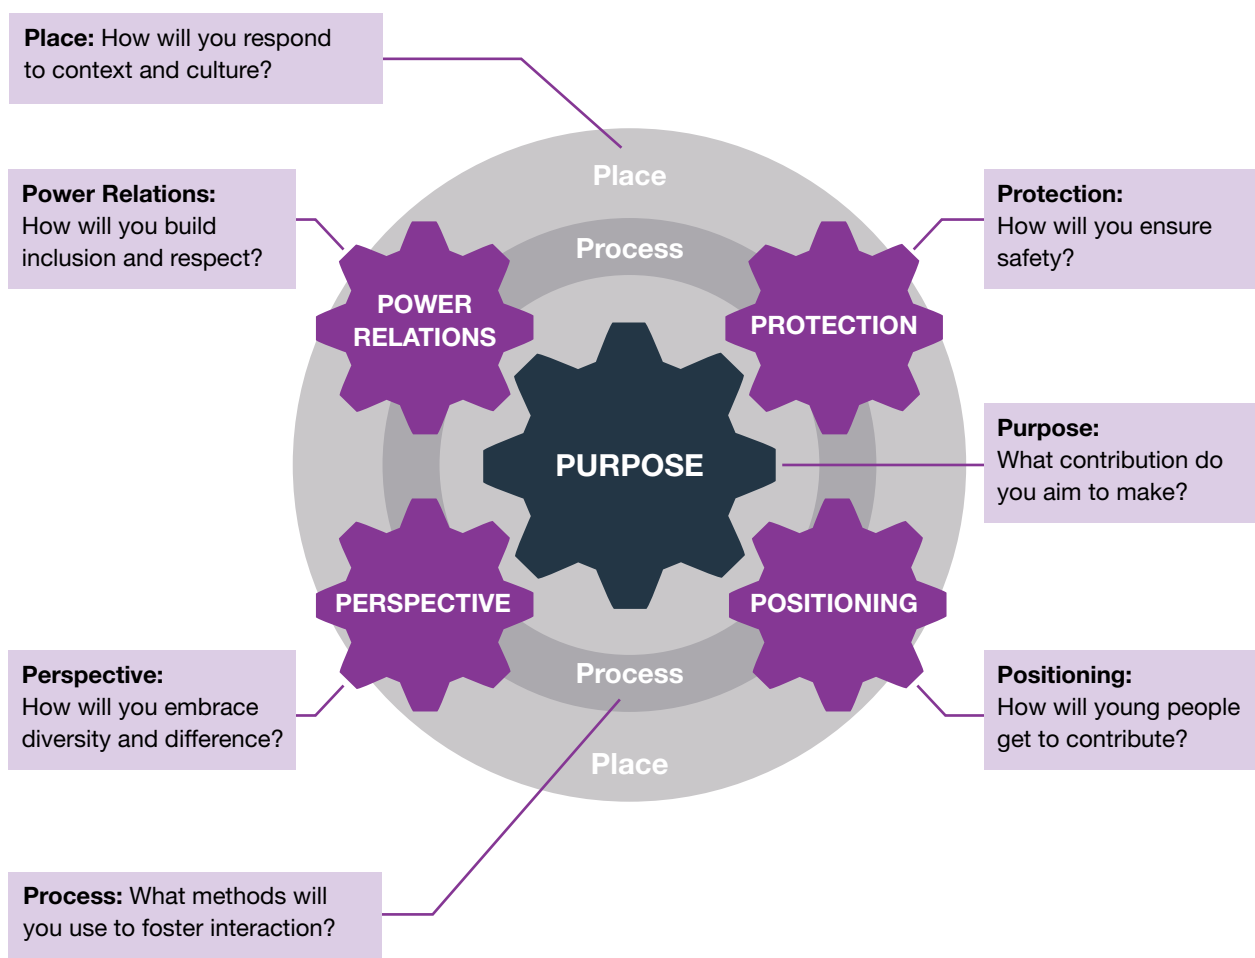 Place: How will you respond
to context and culture?
Place
Power Relations:
How will you build
inclusion and respect?
Protection:
How will you ensure
safety?
Process
POWER
RELATIONS
PROTECTION
PURPOSE
Purpose:
What contribution do
you aim to make?
PERSPECTIVE
POSITIONING
Process
Perspective:
How will you embrace
diversity and difference?
Positioning:
How will young people
get to contribute?
Place
Process: What methods will
you use to foster interaction?